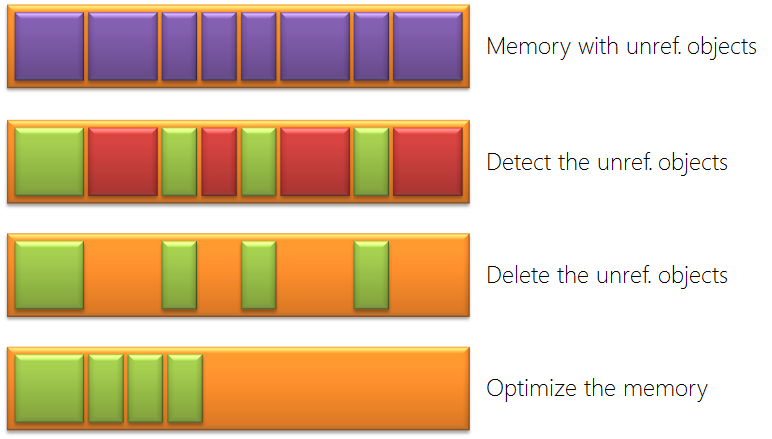 Memory with unref. objects
Detect the unref. objects
Delete the unref. objects
Optimize the memory